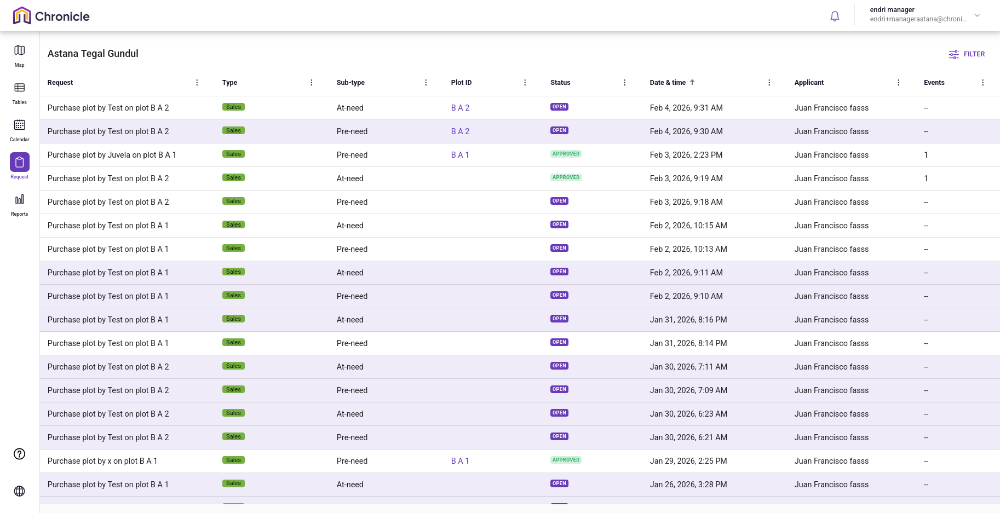 Chronicle
endri manager
endri+managerastana@chroni...
Map
Tables
Calendar
Request
Reports
Astana Tegal Gundul
FILTER
Request Type Sub-type Plot ID Status Date & time Applicant Events
Purchase plot by Test on plot B A 2 Sales At-need B A 2 OPEN Feb 4, 2026, 9:31 AM Juan Francisco fasss --
Purchase plot by Test on plot B A 2 Sales Pre-need B A 2 OPEN Feb 4, 2026, 9:30 AM Juan Francisco fasss --
Purchase plot by Juvela on plot B A 1 Sales Pre-need B A 1 APPROVED Feb 3, 2026, 2:23 PM Juan Francisco fasss 1
Purchase plot by Test on plot B A 2 Sales At-need APPROVED Feb 3, 2026, 9:19 AM Juan Francisco fasss 1
Purchase plot by Test on plot B A 2 Sales Pre-need OPEN Feb 3, 2026, 9:18 AM Juan Francisco fasss --
Purchase plot by Test on plot B A 1 Sales At-need OPEN Feb 2, 2026, 10:15 AM Juan Francisco fasss --
Purchase plot by Test on plot B A 1 Sales Pre-need OPEN Feb 2, 2026, 10:13 AM Juan Francisco fasss --
Purchase plot by Test on plot B A 1 Sales At-need OPEN Feb 2, 2026, 9:11 AM Juan Francisco fasss --
Purchase plot by Test on plot B A 1 Sales Pre-need OPEN Feb 2, 2026, 9:10 AM Juan Francisco fasss --
Purchase plot by Test on plot B A 1 Sales At-need OPEN Jan 31, 2026, 8:16 PM Juan Francisco fasss --
Purchase plot by Test on plot B A 1 Sales Pre-need OPEN Jan 31, 2026, 8:14 PM Juan Francisco fasss --
Purchase plot by Test on plot B A 2 Sales At-need OPEN Jan 30, 2026, 7:11 AM Juan Francisco fasss --
Purchase plot by Test on plot B A 2 Sales Pre-need OPEN Jan 30, 2026, 7:09 AM Juan Francisco fasss --
Purchase plot by Test on plot B A 2 Sales At-need OPEN Jan 30, 2026, 6:23 AM Juan Francisco fasss --
Purchase plot by Test on plot B A 2 Sales Pre-need OPEN Jan 30, 2026, 6:21 AM Juan Francisco fasss --
Purchase plot by x on plot B A 1 Sales Pre-need B A 1 APPROVED Jan 29, 2026, 2:25 PM Juan Francisco fasss --
Purchase plot by Test on plot B A 1 Sales At-need OPEN Jan 26, 2026, 3:28 PM Juan Francisco fasss --